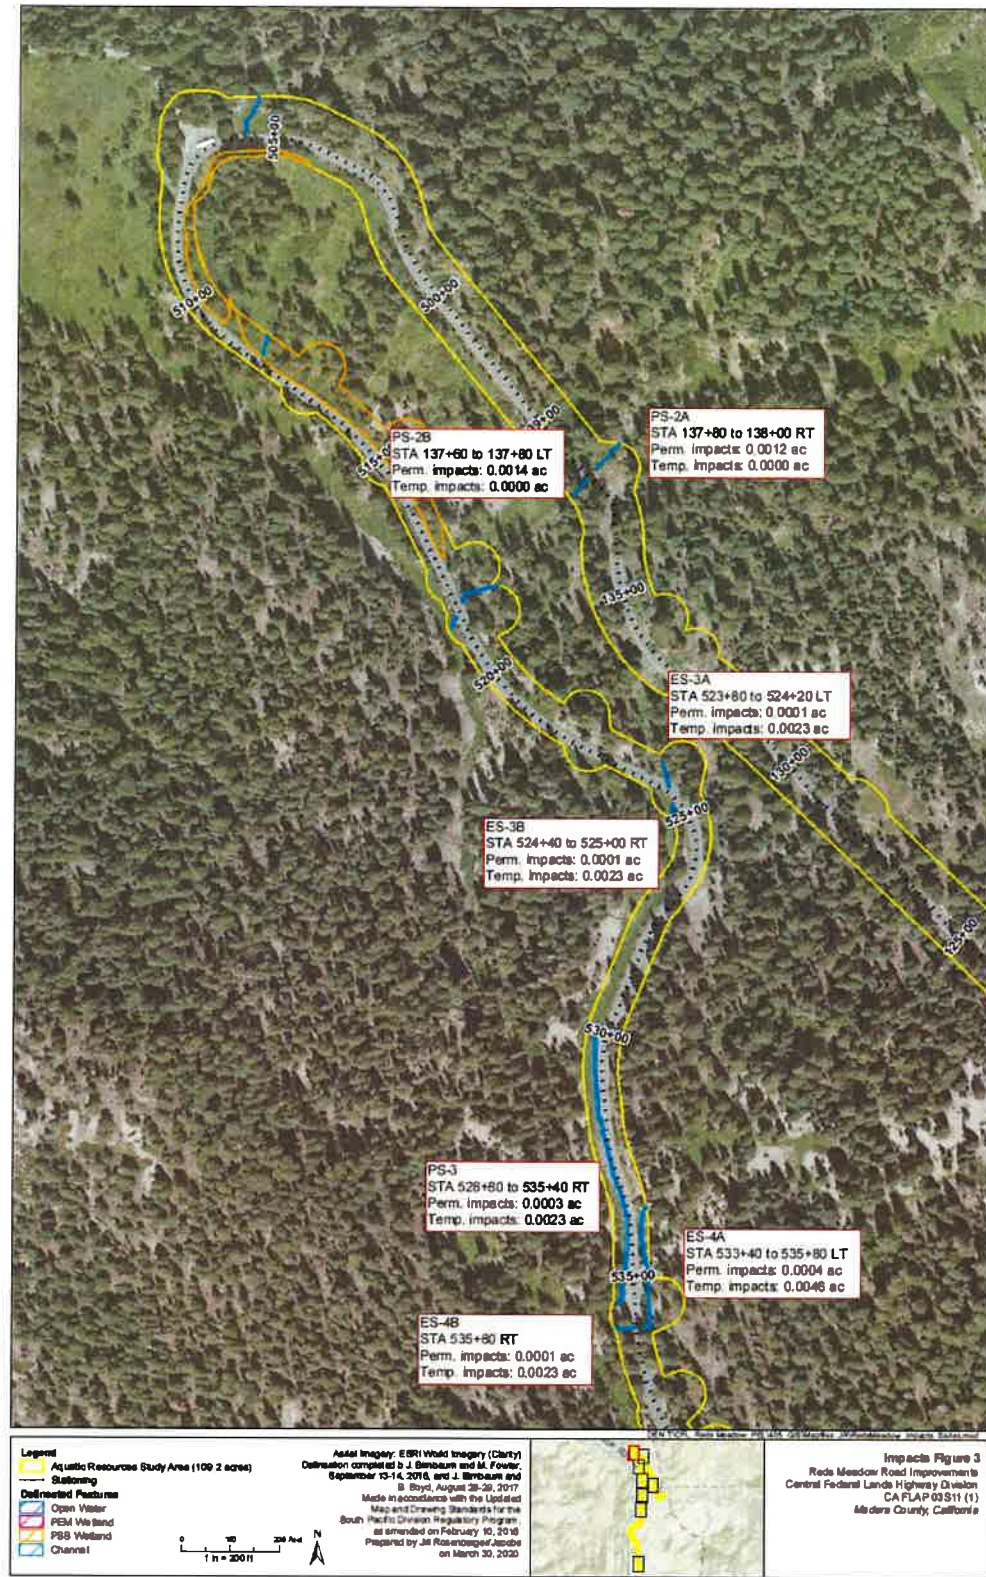 505+00
500+00
510+00
PS-2A
STA 137+80 to 138+00 RT
Perm. impacts: 0.0012 ac
Temp. impacts: 0.0000 ac
PS-2B
STA 137+60 to 137+80 LT
Perm. impacts: 0.0014 ac
Temp. impacts: 0.0000 ac
135+00
520+00
ES-3A
STA 523+80 to 524+20 LT
Perm. impacts: 0.0001 ac
Temp. impacts: 0.0023 ac
130+00
525+00
ES-3B
STA 524+40 to 525+00 RT
Perm. impacts: 0.0001 ac
Temp. impacts: 0.0023 ac
125+00
530+00
PS-3
STA 528+80 to 535+40 RT
Perm. impacts: 0.0003 ac
Temp. impacts: 0.0023 ac
ES-4A
STA 533+40 to 535+80 LT
Perm. impacts: 0.0004 ac
Temp. impacts: 0.0046 ac
535+00
ES-4B
STA 535+80 RT
Perm. impacts: 0.0001 ac
Temp. impacts: 0.0023 ac
Legend
Aquatic Resources Study Area (109.2 acres)
Stationing
Delineated Features
Open Water
PEM Wetland
PSS Wetland
Channel
0 100 200 Feet
1 in = 200 ft
N
Aerial Imagery: ESRI World Imagery (Clarity)
Delineation completed by J. Birnbaum and M. Fowler,
September 13-14, 2016, and J. Birnbaum and
B. Boyd, August 28-29, 2017
Made in accordance with the Updated
Map and Drawing Standards for the
South Pacific Division Regulatory Program,
as amended on February 10, 2016
Prepared by Jill
on March 30, 2020
Impacts Figure 3
Reds Meadow Road Improvements
Central Federal Lands Highway Division
CA FLAP 03S11 (1)
Madera County, California